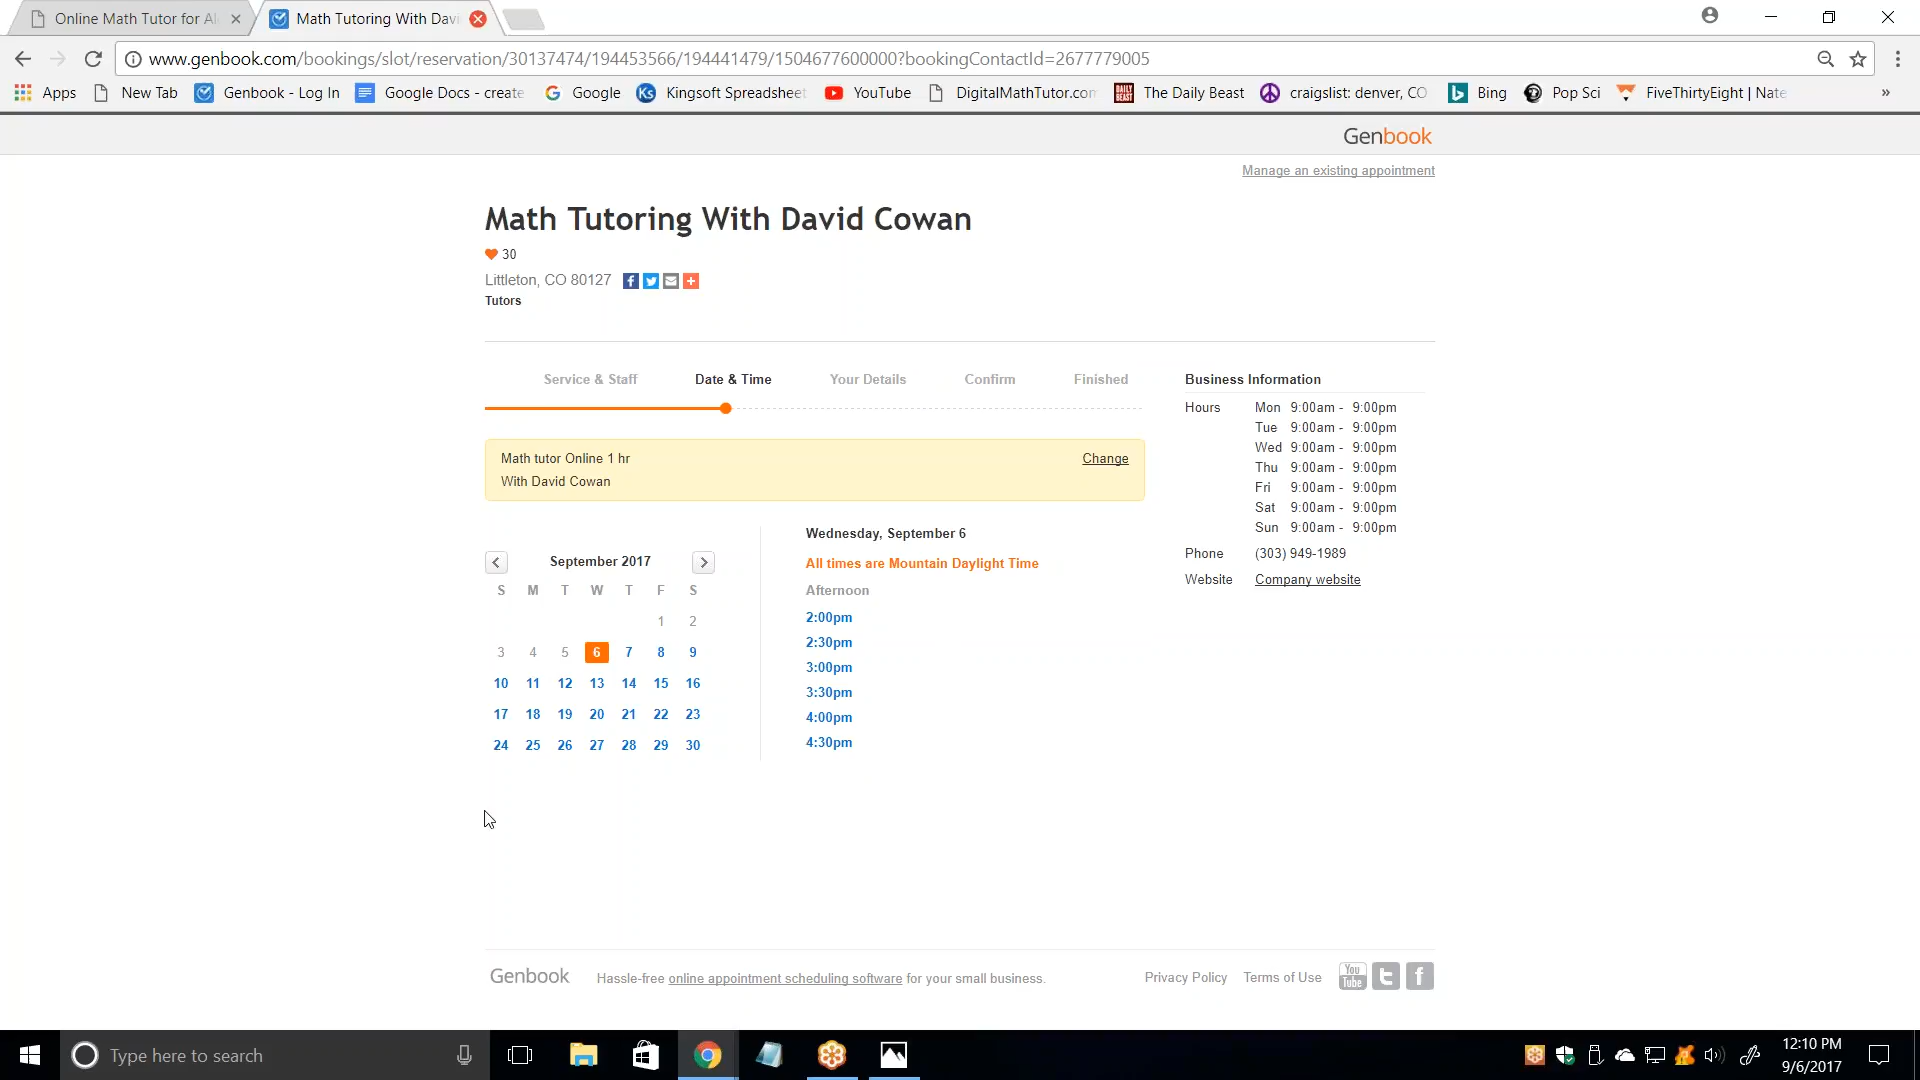 Online Math Tutor for Al
Math Tutoring With Davi
www.genbook.com/bookings/slot/reservation/30137474/194453566/194441479/1504677600000?bookingContactId=2677779005
Apps
New Tab
Genbook - Log In
Google Docs - create
Google
Kingsoft Spreadsheet
YouTube
DigitalMathTutor.com
The Daily Beast
craigslist: denver, CO
Bing
Pop Sci
FiveThirtyEight | Nate
»
Genbook
Manage an existing appointment
Math Tutoring With David Cowan
30
Littleton, CO 80127
Tutors
Service & Staff
Date & Time
Your Details
Confirm
Finished
Math tutor Online 1 hr
Change
With David Cowan
September 2017
S M T W T F S
1 2
3 4 5 6 7 8 9
10 11 12 13 14 15 16
17 18 19 20 21 22 23
24 25 26 27 28 29 30
Wednesday, September 6
All times are Mountain Daylight Time
Afternoon
2:00pm
2:30pm
3:00pm
3:30pm
4:00pm
4:30pm
Business Information
Hours Mon 9:00am - 9:00pm
Tue 9:00am - 9:00pm
Wed 9:00am - 9:00pm
Thu 9:00am - 9:00pm
Fri 9:00am - 9:00pm
Sat 9:00am - 9:00pm
Sun 9:00am - 9:00pm
Phone (303) 949-1989
Website Company website
Genbook
Hassle-free online appointment scheduling software for your small business.
Privacy Policy
Terms of Use
You
Tube
Type here to search
12:10 PM
9/6/2017